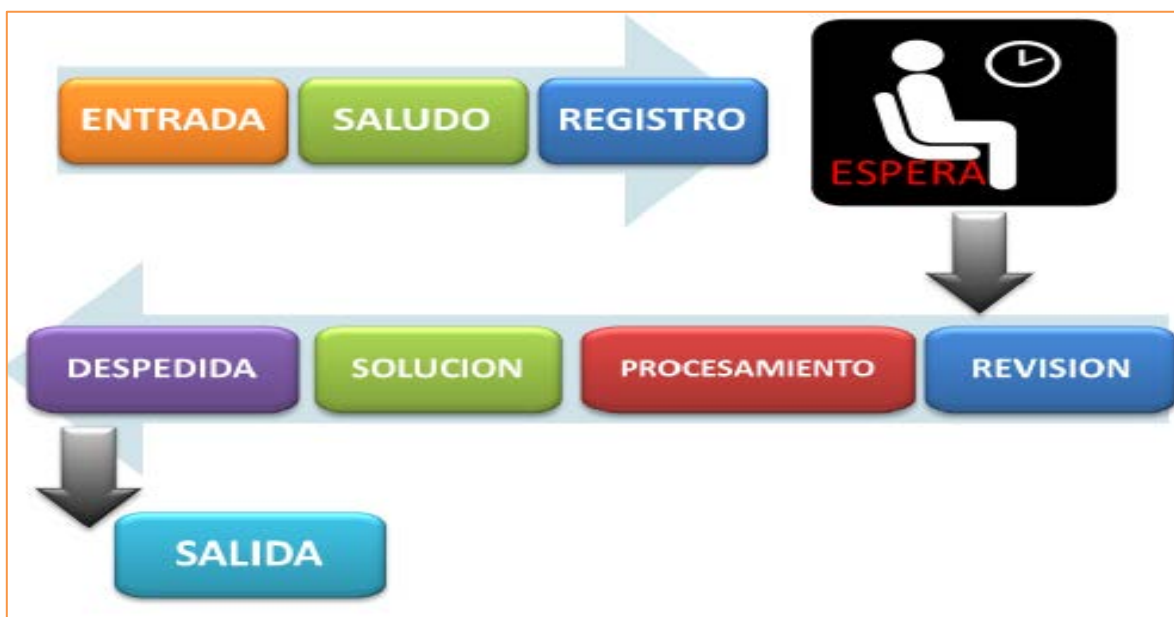 ENTRADA
SALUDO
REGISTRO
ESPERA
REVISION
PROCESAMIENTO
SOLUCION
DESPEDIDA
SALIDA